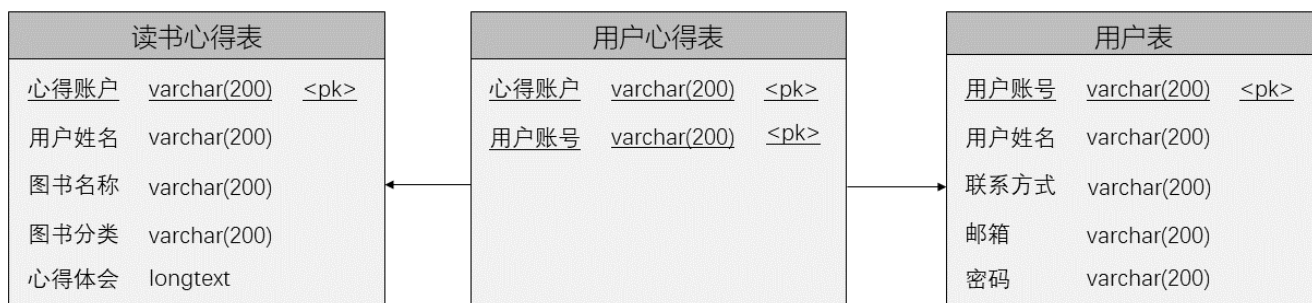 读书心得表
心得账户 varchar(200) <pk>
用户姓名 varchar(200)
图书名称 varchar(200)
图书分类 varchar(200)
心得体会 longtext
用户心得表
心得账户 varchar(200) <pk>
用户账号 varchar(200) <pk>
用户表
用户账号 varchar(200) <pk>
用户姓名 varchar(200)
联系方式 varchar(200)
邮箱 varchar(200)
密码 varchar(200)